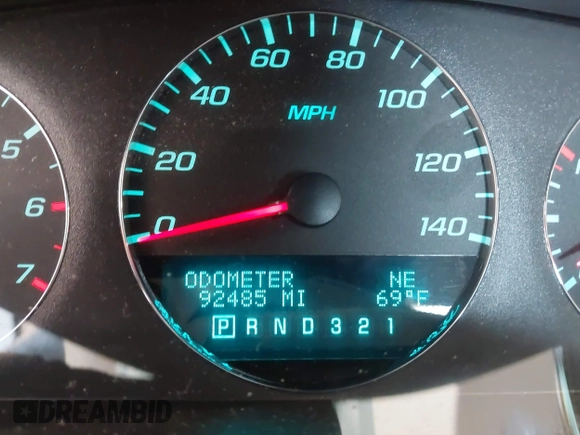 60 80
40 100
MPH
20 120
0 140
5
6
7
ODOMETER NE
92485 MI 69°F
P R N D 3 2 1
DREAMBID